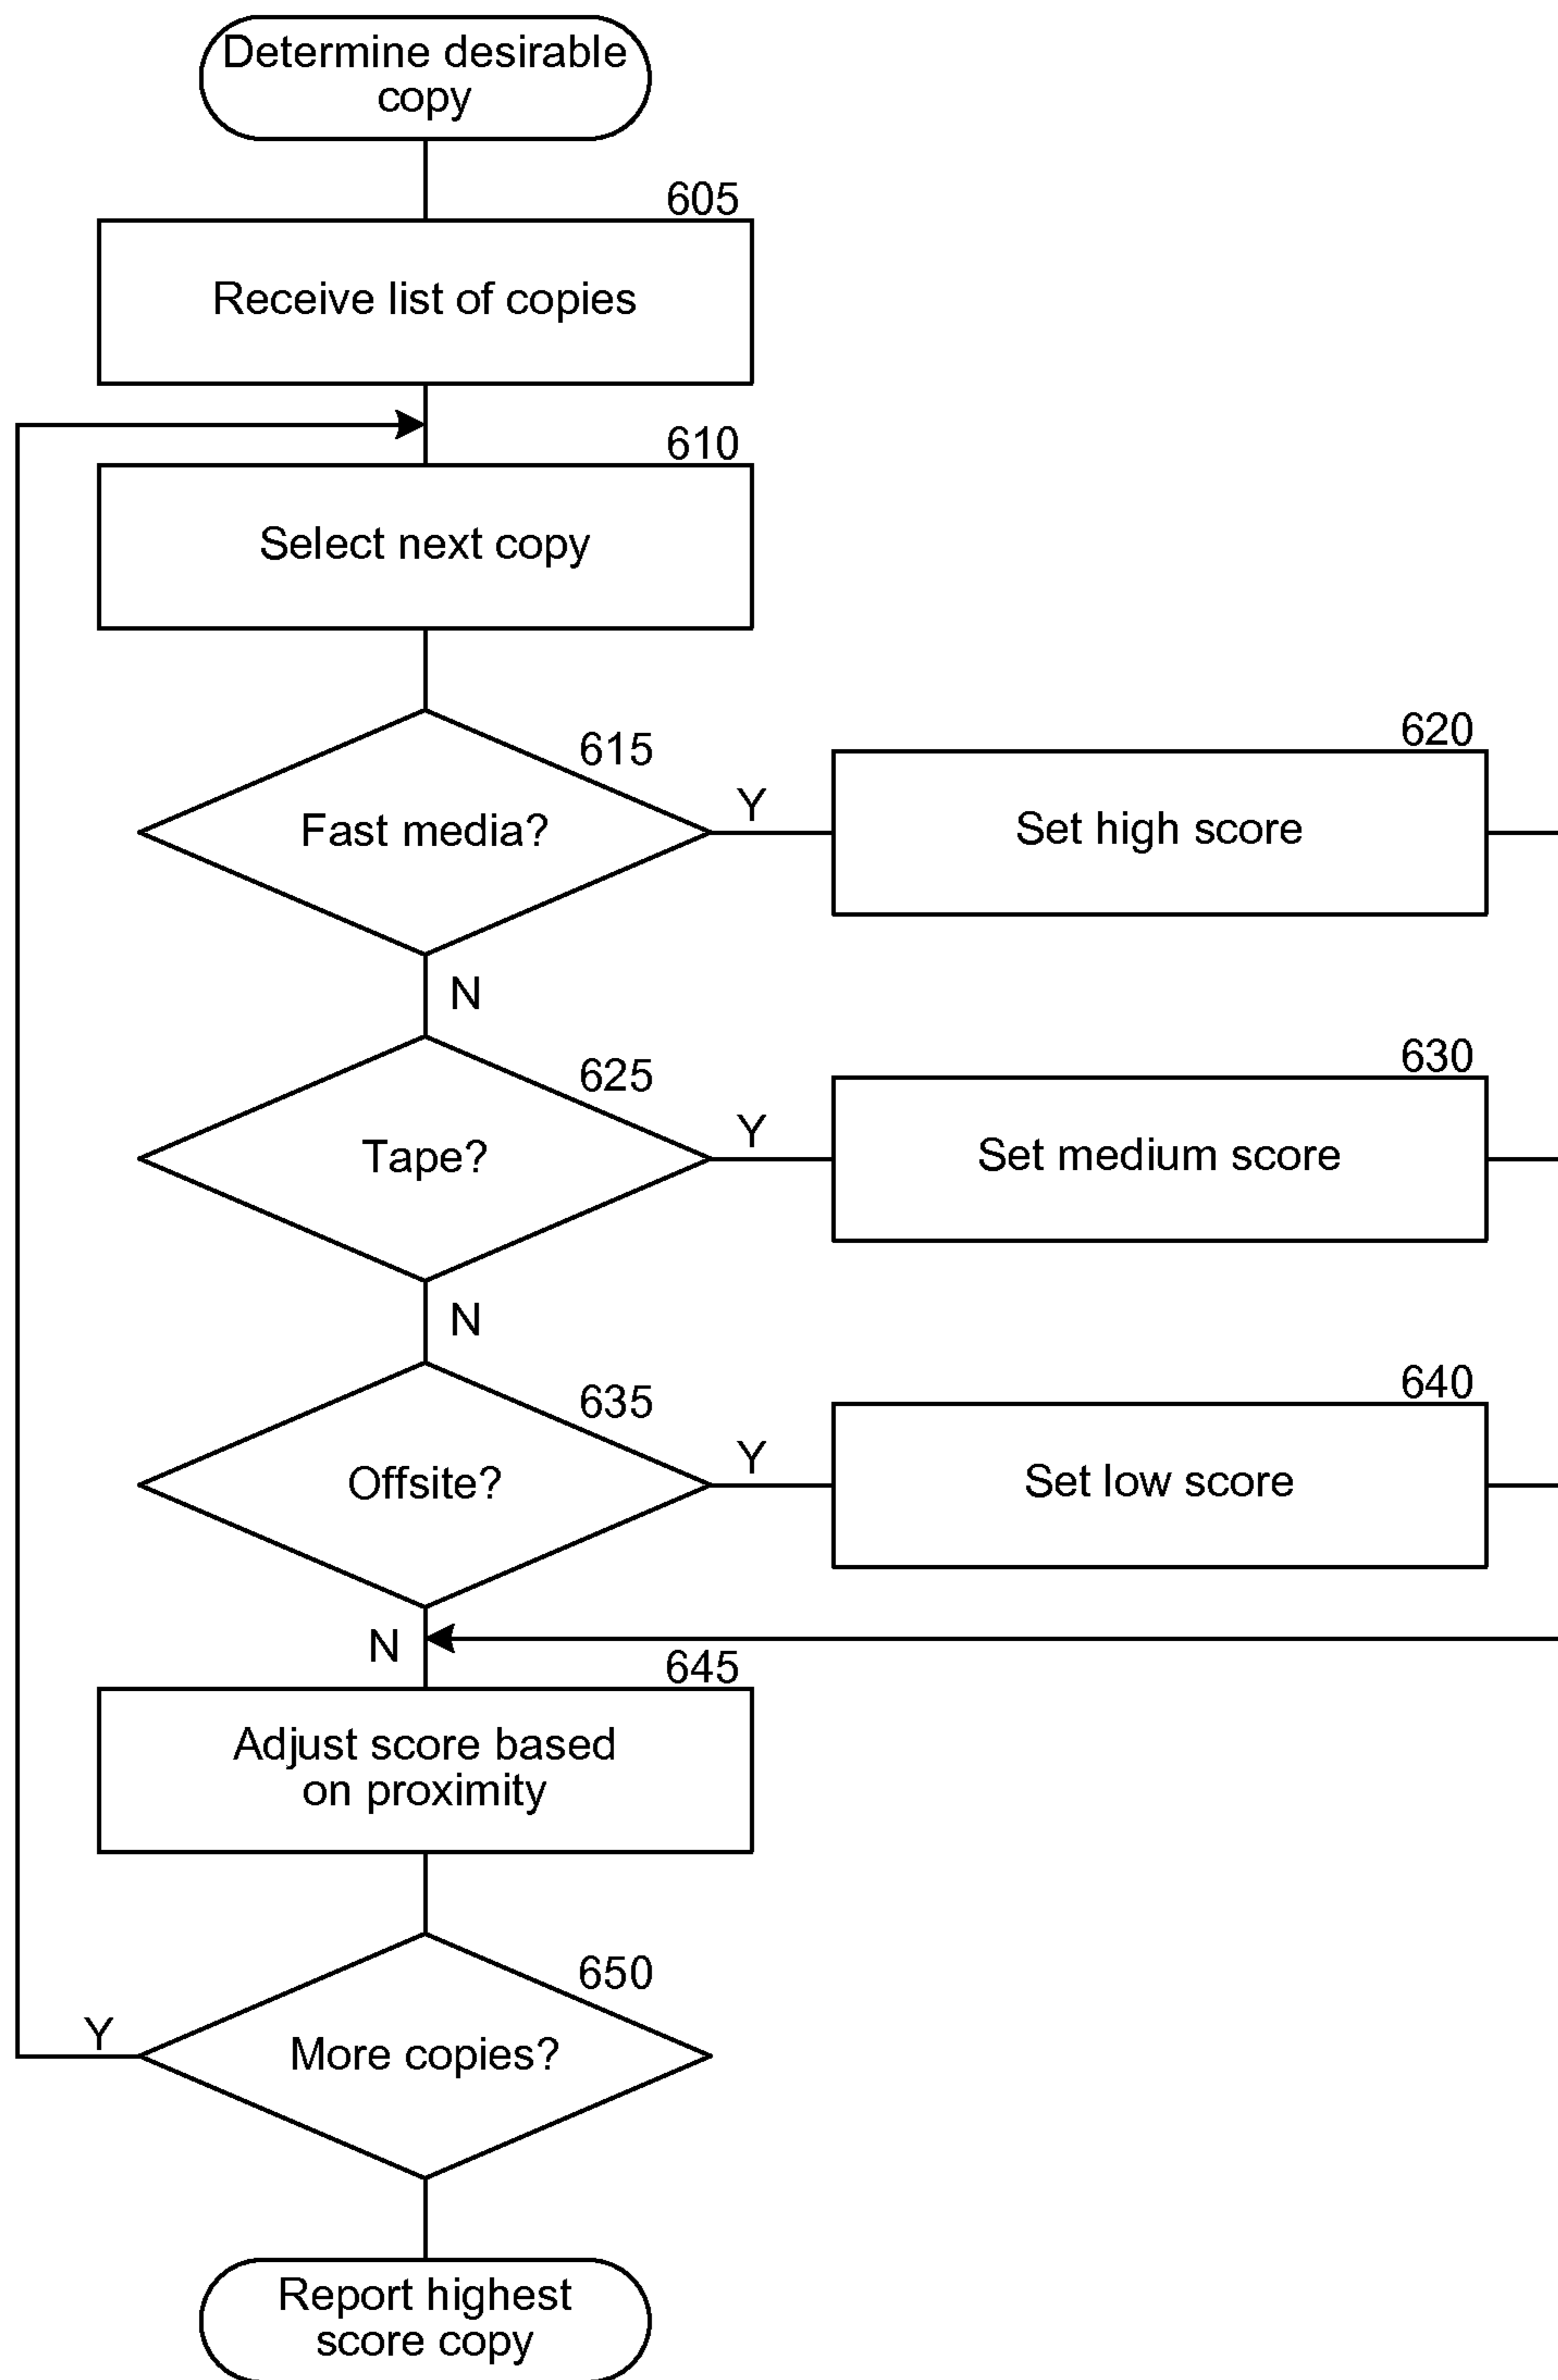 Determine desirable
copy
605
Receive list of copies
610
Select next copy
615
Fast media?
Y
620
Set high score
N
625
Tape?
Y
630
Set medium score
N
635
Offsite?
Y
640
Set low score
N
645
Adjust score based
on proximity
650
More copies?
Y
Report highest
score copy